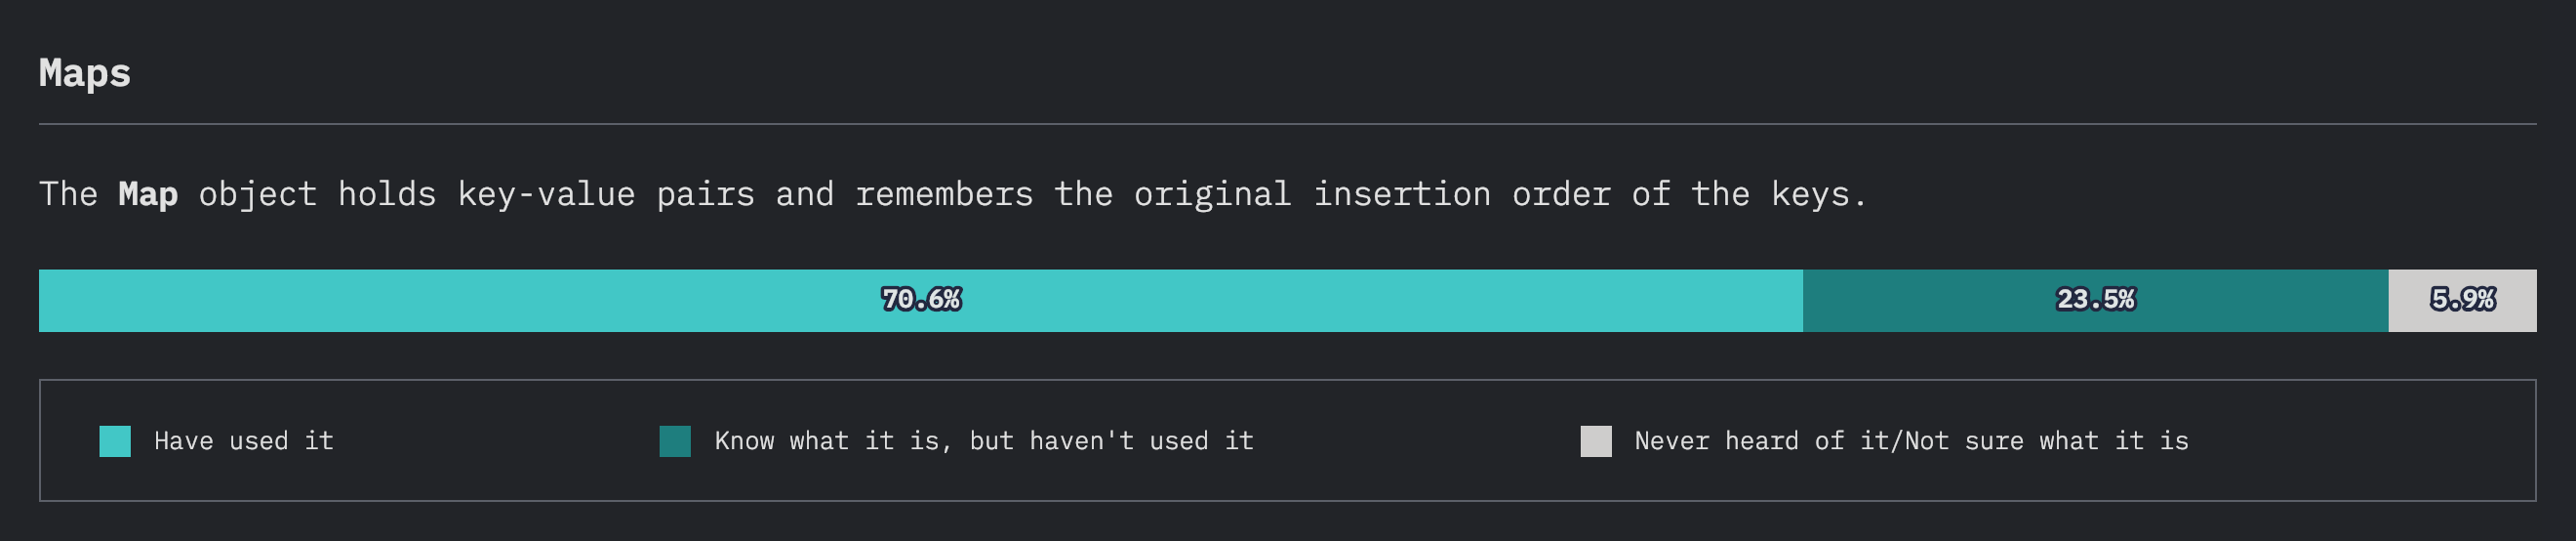 Maps
The Map object holds key-value pairs and remembers the original insertion order of the keys.
70.6% 23.5% 5.9%
Have used it Know what it is, but haven't used it Never heard of it/Not sure what it is